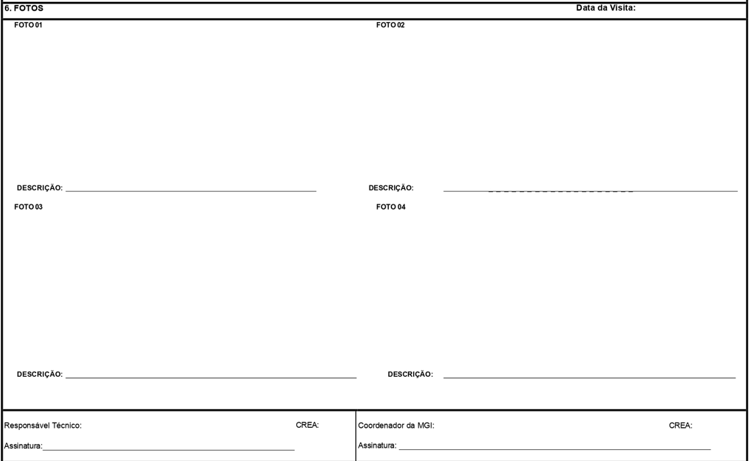 6. FOTOS Data da Visita:
FOTO 01 FOTO 02
DESCRIÇÃO: DESCRIÇÃO:
FOTO 03 FOTO 04
DESCRIÇÃO: DESCRIÇÃO:
Responsável Técnico: CREA: Coordenador da MGI: CREA:
Assinatura: Assinatura: